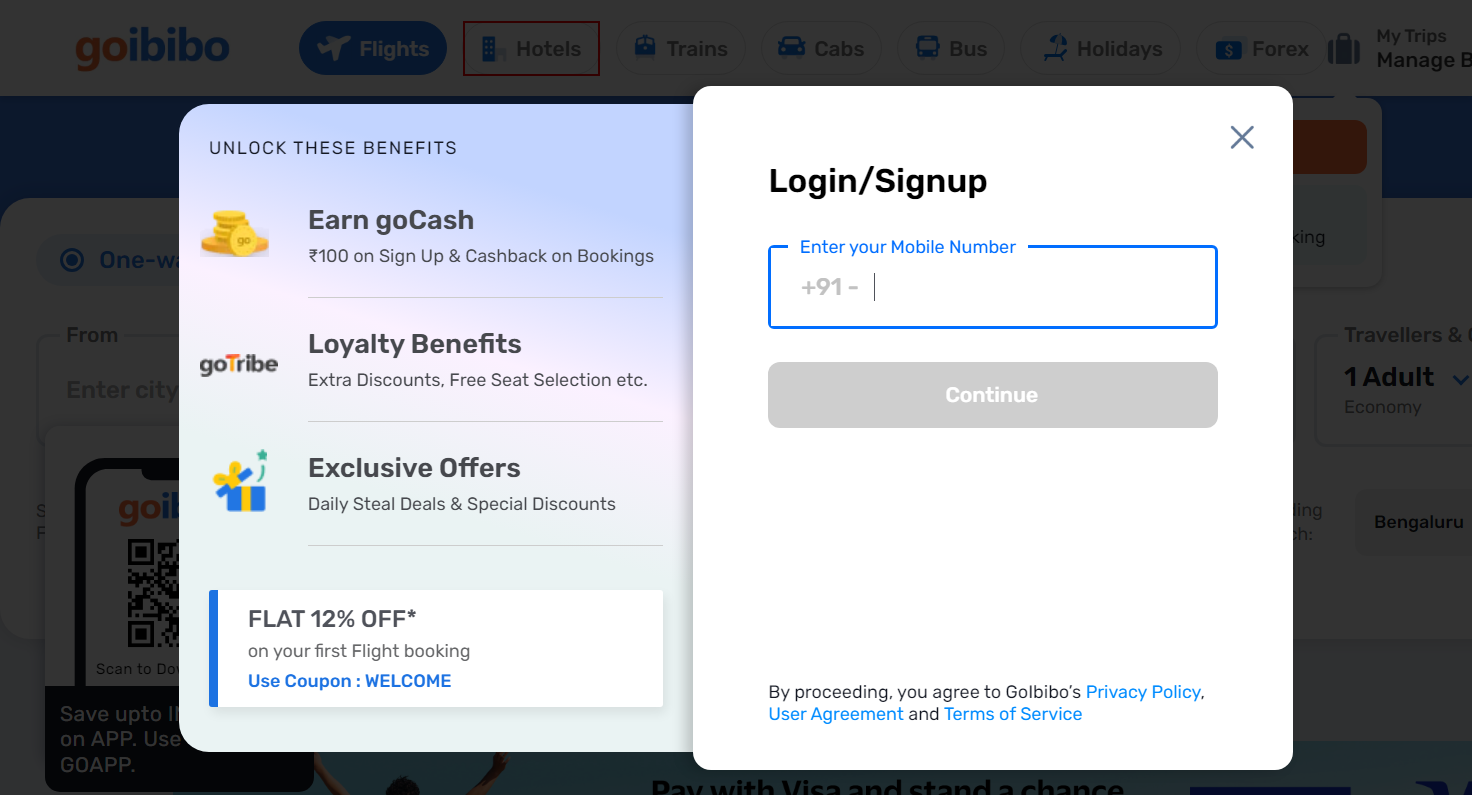 goibibo
Flights
Hotels
Trains
Cabs
Bus
Holidays
$
Forex
My Trips
Manage B
UNLOCK THESE BENEFITS
go
Earn goCash
₹100 on Sign Up & Cashback on Bookings
goTribe
Loyalty Benefits
Extra Discounts, Free Seat Selection etc.
Exclusive Offers
Daily Steal Deals & Special Discounts
FLAT 12% OFF*
on your first Flight booking
Use Coupon : WELCOME
Login/Signup
Enter your Mobile Number
+91 -
Continue
By proceeding, you agree to GoIbibo's Privacy Policy,
User Agreement and Terms of Service
king
One-wa
From
Enter city
Travellers &
1 Adult
Economy
ding
ch:
Bengaluru
goib
Scan to Dow
Save upto I
on APP. Use
GOAPP.
Pay with Visa and stand a chance